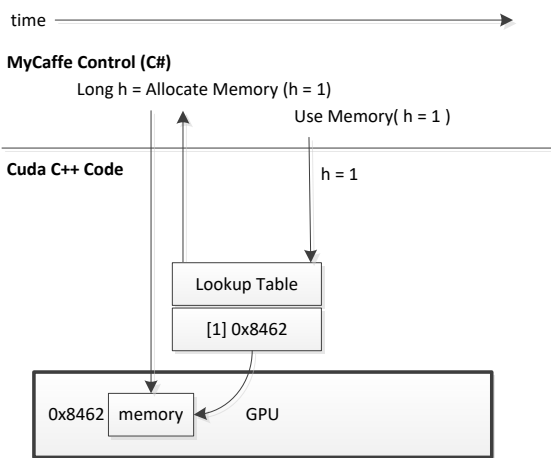 time
MyCaffe Control (C#)
Long h = Allocate Memory (h = 1)
Use Memory( h = 1 )
Cuda C++ Code
h = 1
Lookup Table
[1] 0x8462
0x8462 memory GPU